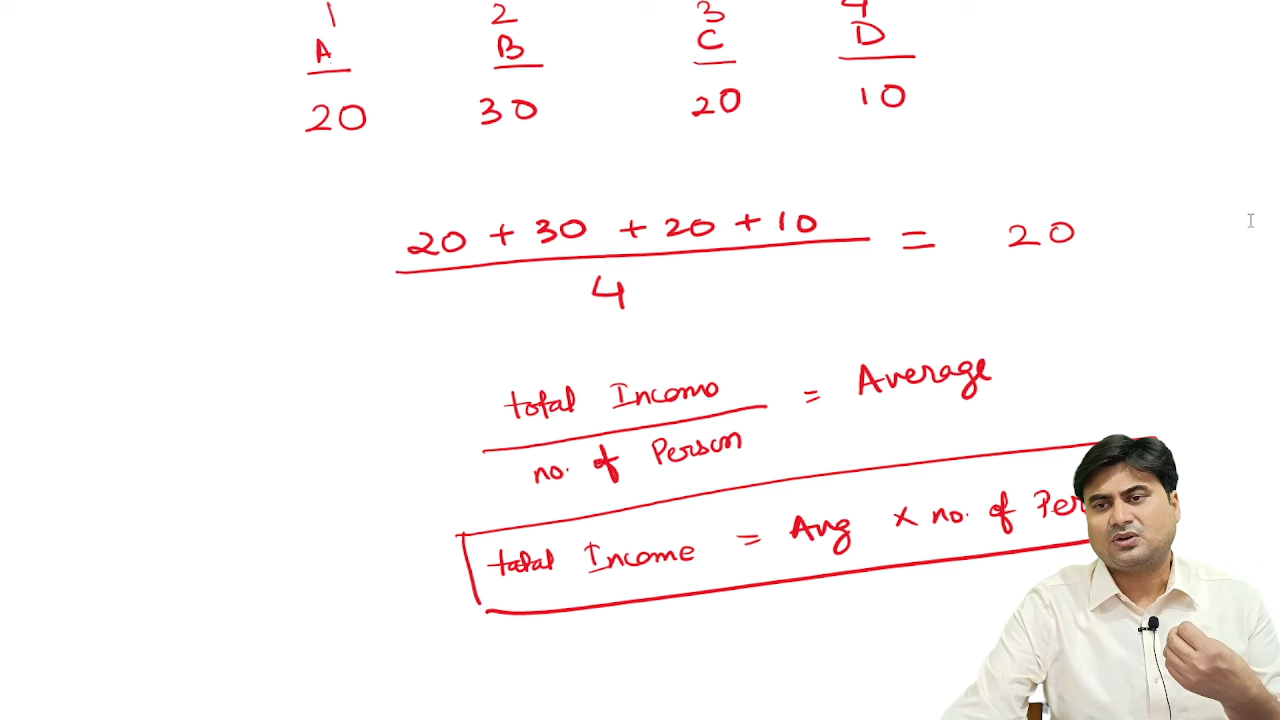 1 2 3 4
A B C D
20 30 20 10
20 + 30 + 20 + 10 = 20
4
total Income = Average
no. of Person
total Income = Avg × no. of Per